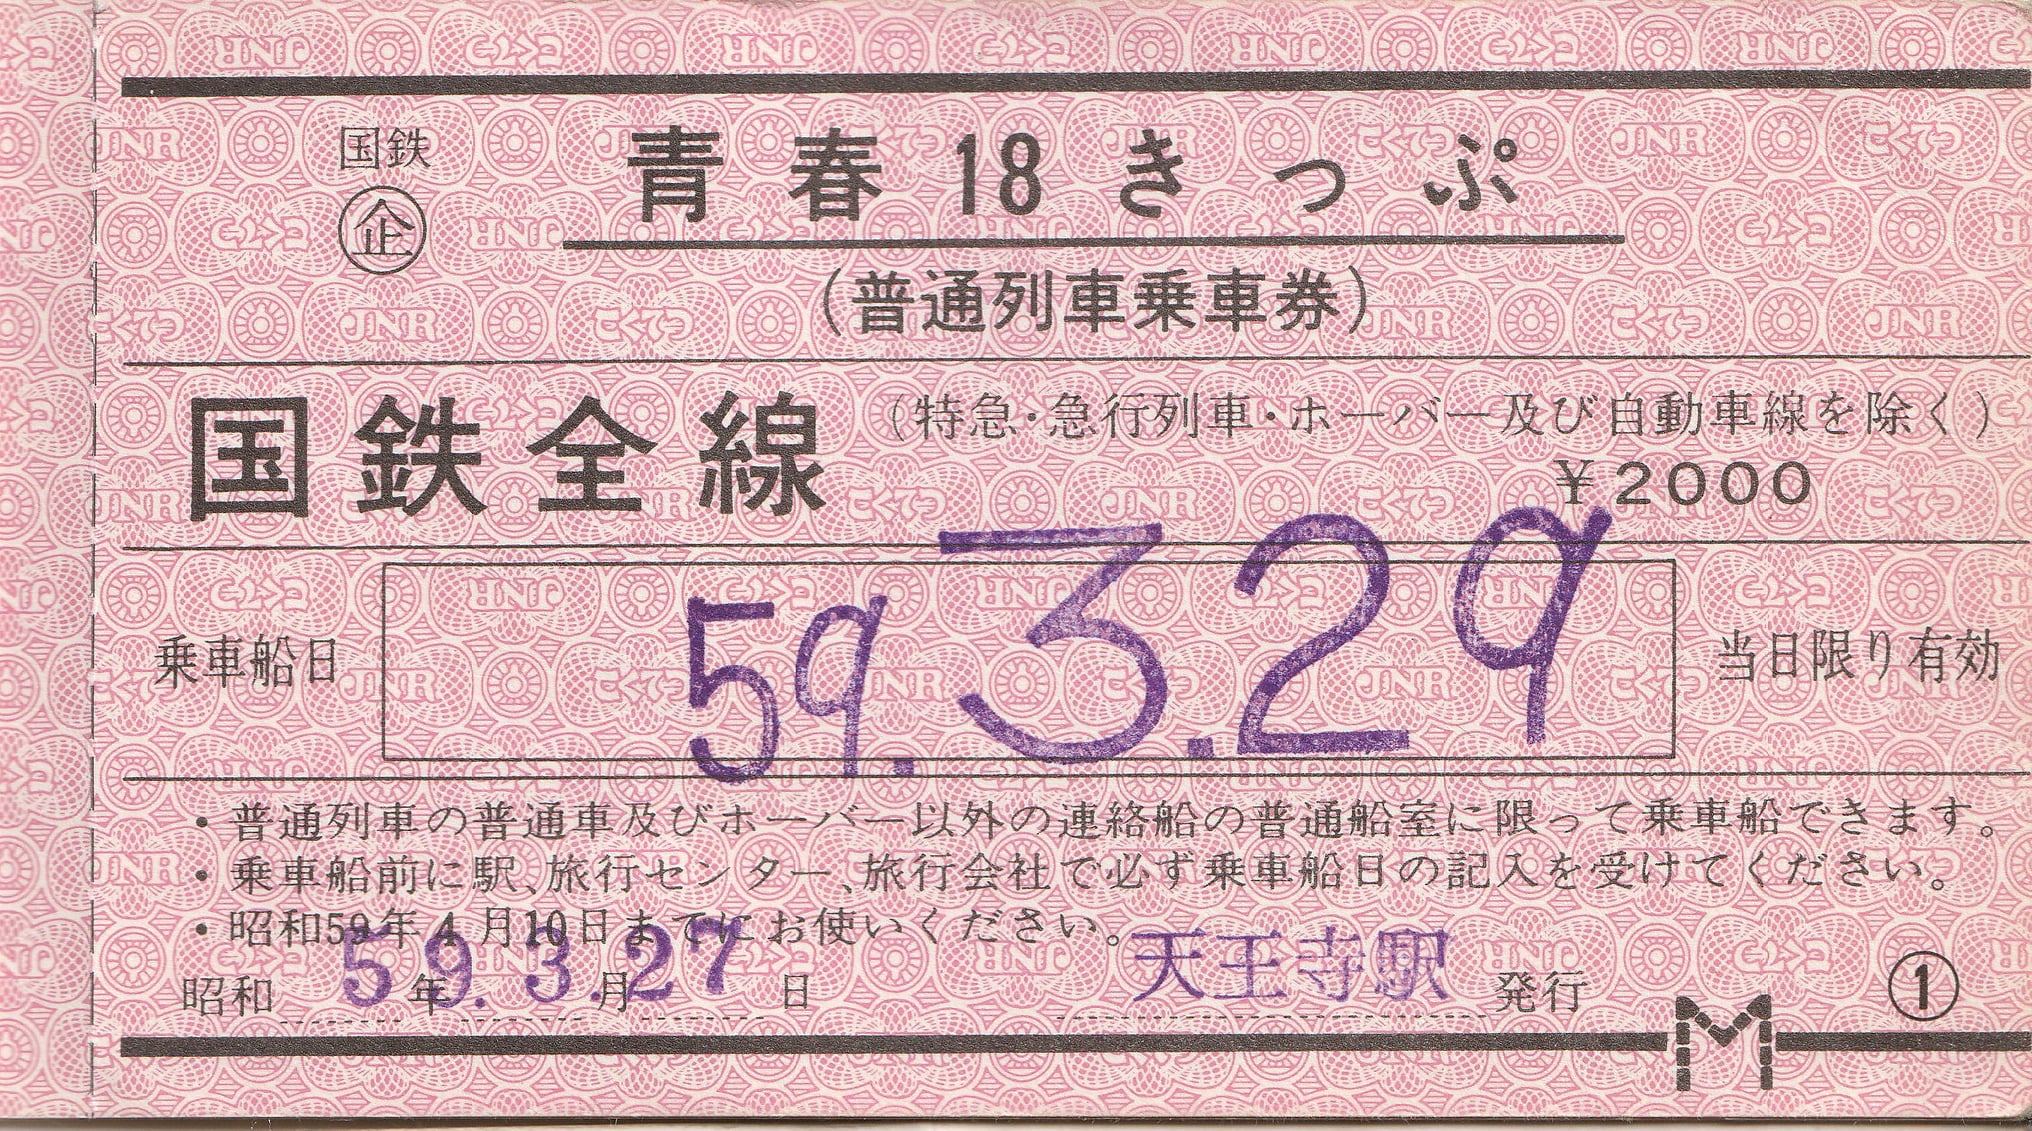 国鉄
企
青春18きっぷ
(普通列車乗車券)
国鉄全線 (特急・急行列車・ホーバー及び自動車線を除く)
¥2000
乗車船日 59.3.29 当日限り有効
・普通列車の普通車及びホーバー以外の連絡船の普通船室に限って乗車船できます。
・乗車船前に駅、旅行センター、旅行会社で必ず乗車船日の記入を受けてください。
・昭和59年4月10日までにお使いください。
昭和 59年.3.月27日 天王寺駅 発行 M ①